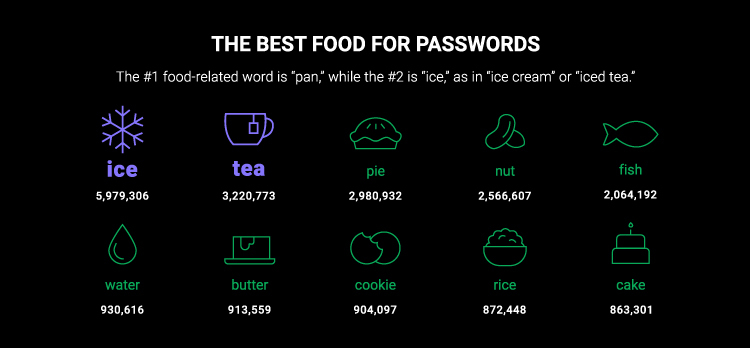 THE BEST FOOD FOR PASSWORDS
The #1 food-related word is “pan,” while the #2 is “ice,” as in “ice cream” or “iced tea.”
ice tea pie nut fish
5,979,306 3,220,773 2,980,932 2,566,607 2,064,192
water butter cookie rice cake
930,616 913,559 904,097 872,448 863,301